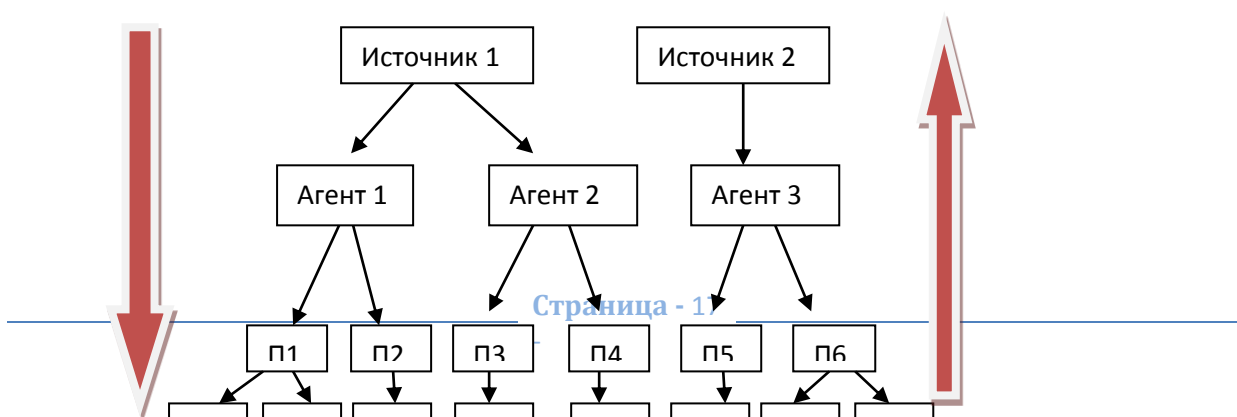 Источник 1 Источник 2
Агент 1 Агент 2 Агент 3
Страница - 17
П1 П2 П3 П4 П5 П6